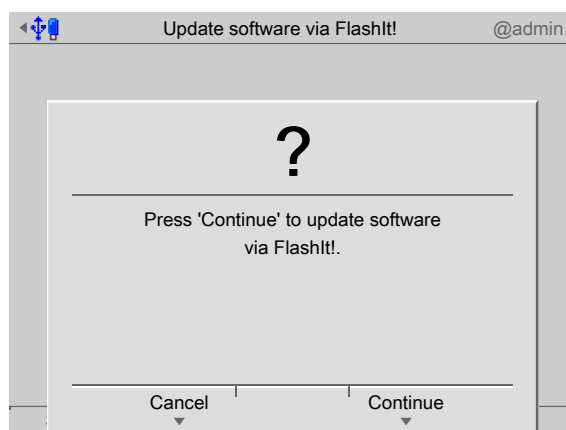 Update software via FlashIt! @admin
?
Press 'Continue' to update software
via FlashIt!.
Cancel Continue